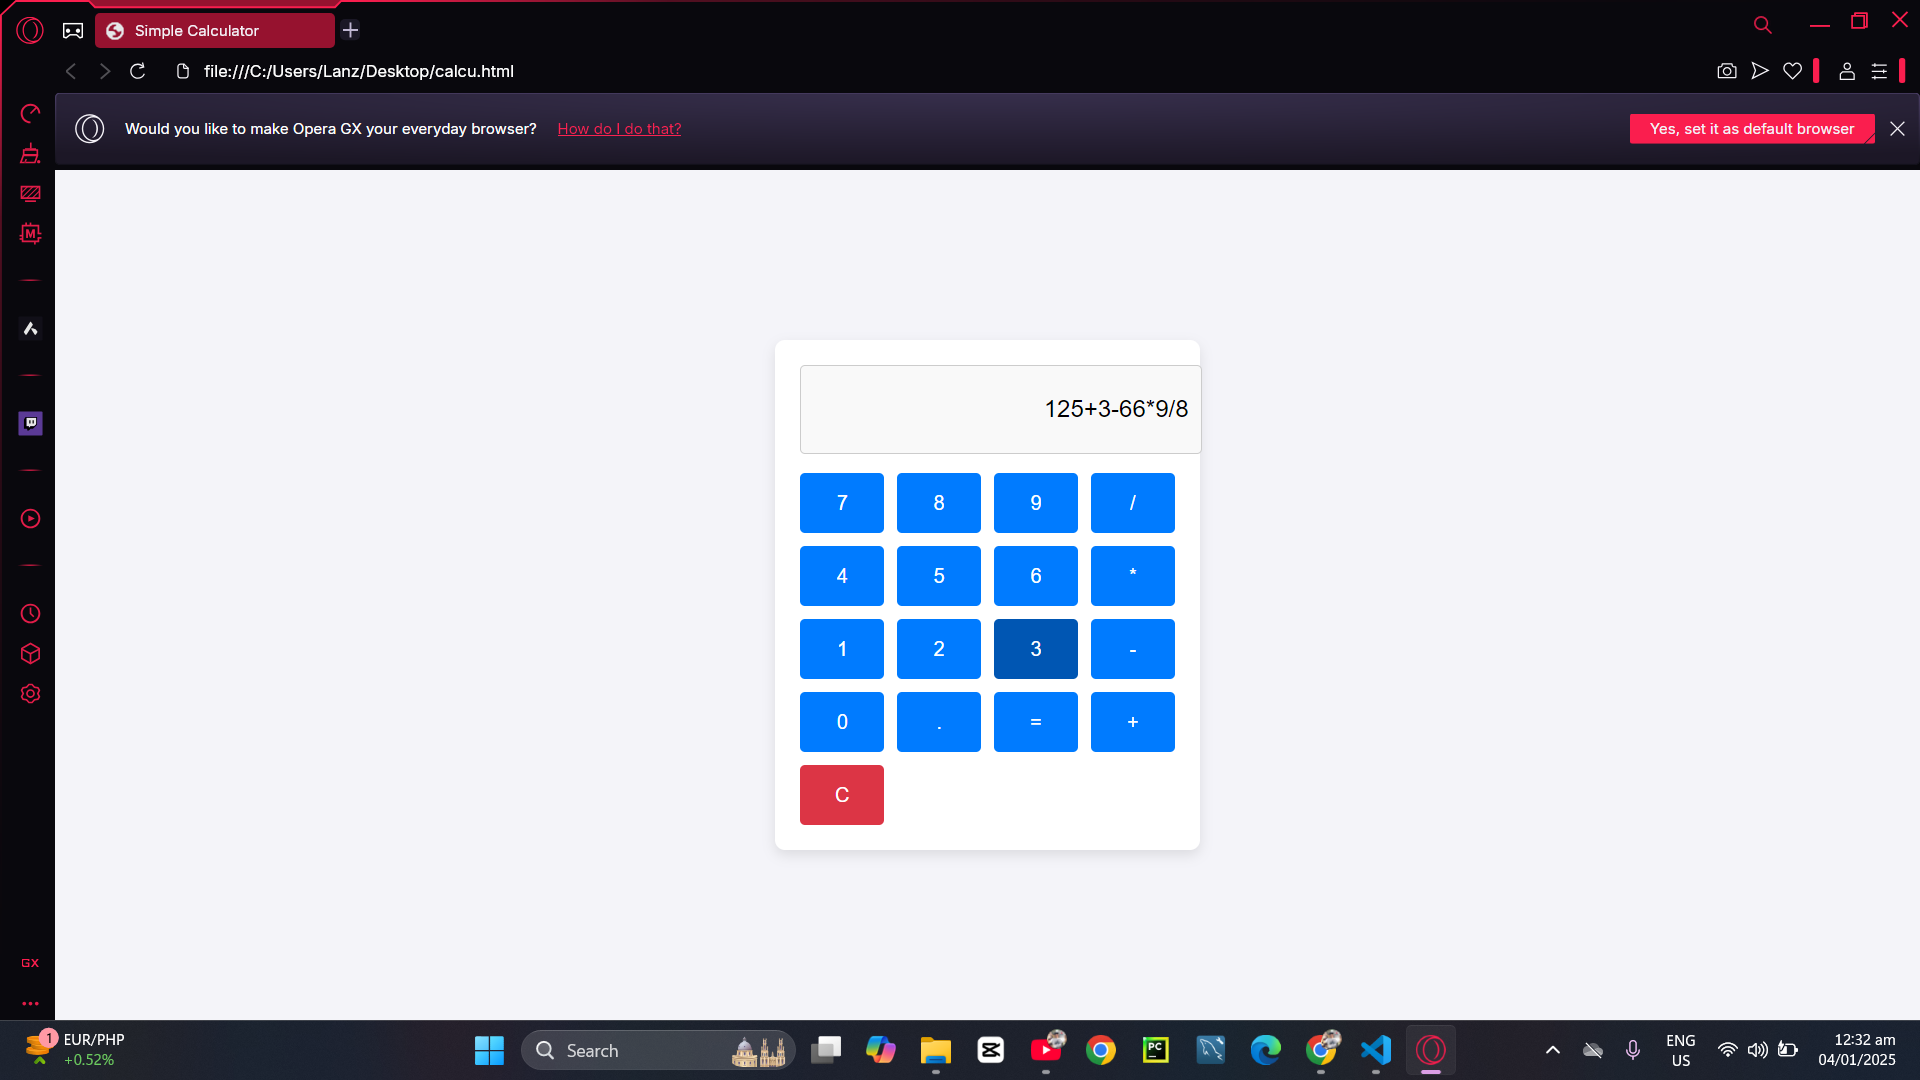 Simple Calculator
file:///C:/Users/Lanz/Desktop/calcu.html
Would you like to make Opera GX your everyday browser? How do I do that? Yes, set it as default browser
M
125+3-66*9/8
7 8 9 /
4 5 6 *
1 2 3 -
0 . = +
C
GX
1 EUR/PHP
+0.52%
Search
PC
ENG
US
12:32 am
04/01/2025